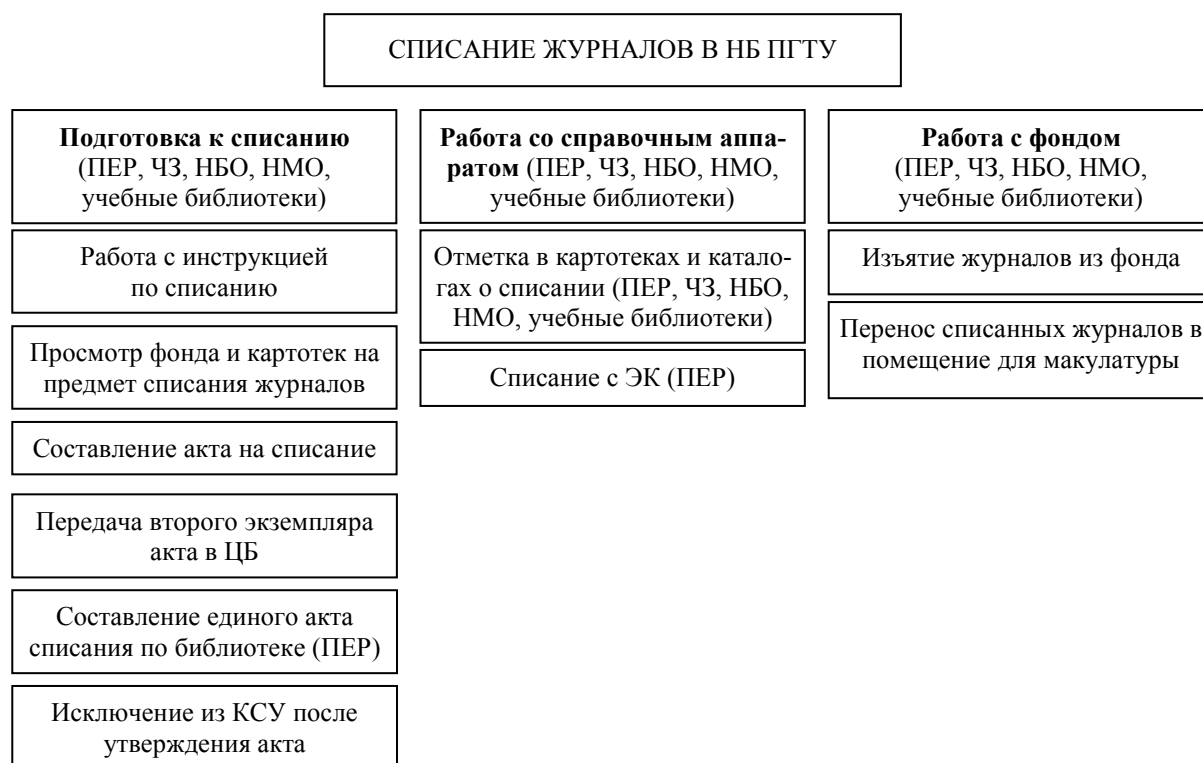 СПИСАНИЕ ЖУРНАЛОВ В НБ ПГТУ
Подготовка к списанию
(ПЕР, ЧЗ, НБО, НМО,
учебные библиотеки)
Работа с инструкцией
по списанию
Просмотр фонда и картотек на
предмет списания журналов
Составление акта на списание
Передача второго экземпляра
акта в ЦБ
Составление единого акта
списания по библиотеке (ПЕР)
Исключение из КСУ после
утверждения акта
Работа со справочным аппа-
ратом (ПЕР, ЧЗ, НБО, НМО,
учебные библиотеки)
Отметка в картотеках и катало-
гах о списании (ПЕР, ЧЗ, НБО,
НМО, учебные библиотеки)
Списание с ЭК (ПЕР)
Работа с фондом
(ПЕР, ЧЗ, НБО, НМО,
учебные библиотеки)
Изъятие журналов из фонда
Перенос списанных журналов в
помещение для макулатуры